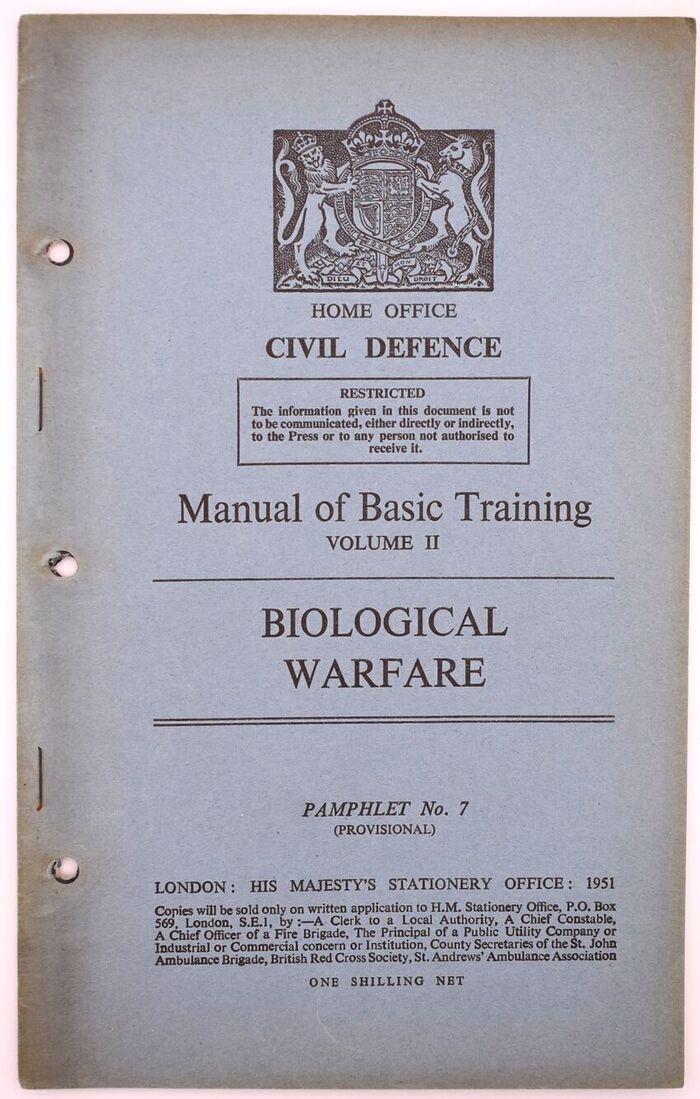 DIEU ET MON DROIT
HOME OFFICE
CIVIL DEFENCE
RESTRICTED
The information given in this document is not
to be communicated, either directly or indirectly,
to the Press or to any person not authorised to
receive it.
Manual of Basic Training
VOLUME II
BIOLOGICAL
WARFARE
PAMPHLET No. 7
(PROVISIONAL)
LONDON: HIS MAJESTY'S STATIONERY OFFICE: 1951
Copies will be sold only on written application to H.M. Stationery Office, P.O. Box
569, London, S.E.1, by :—A Clerk to a Local Authority, A Chief Constable,
A Chief Officer of a Fire Brigade, The Principal of a Public Utility Company or
Industrial or Commercial concern or Institution, County Secretaries of the St. John
Ambulance Brigade, British Red Cross Society, St. Andrews' Ambulance Association
ONE SHILLING NET